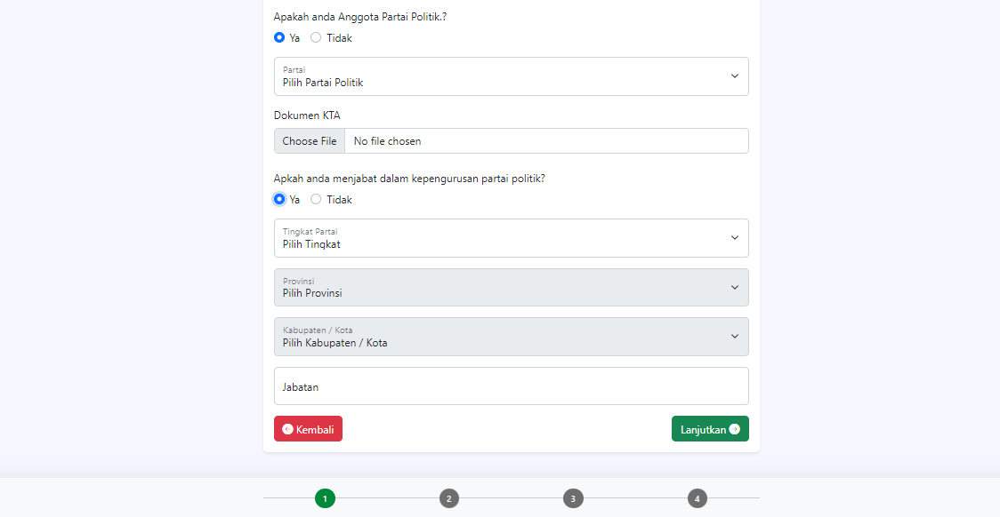 Apakah anda Anggota Partai Politik.?
Ya Tidak
Partai
Pilih Partai Politik
Dokumen KTA
Choose File No file chosen
Apkah anda menjabat dalam kepengurusan partai politik?
Ya Tidak
Tingkat Partai
Pilih Tingkat
Provinsi
Pilih Provinsi
Kabupaten / Kota
Pilih Kabupaten / Kota
Jabatan
Kembali Lanjutkan
1 2 3 4